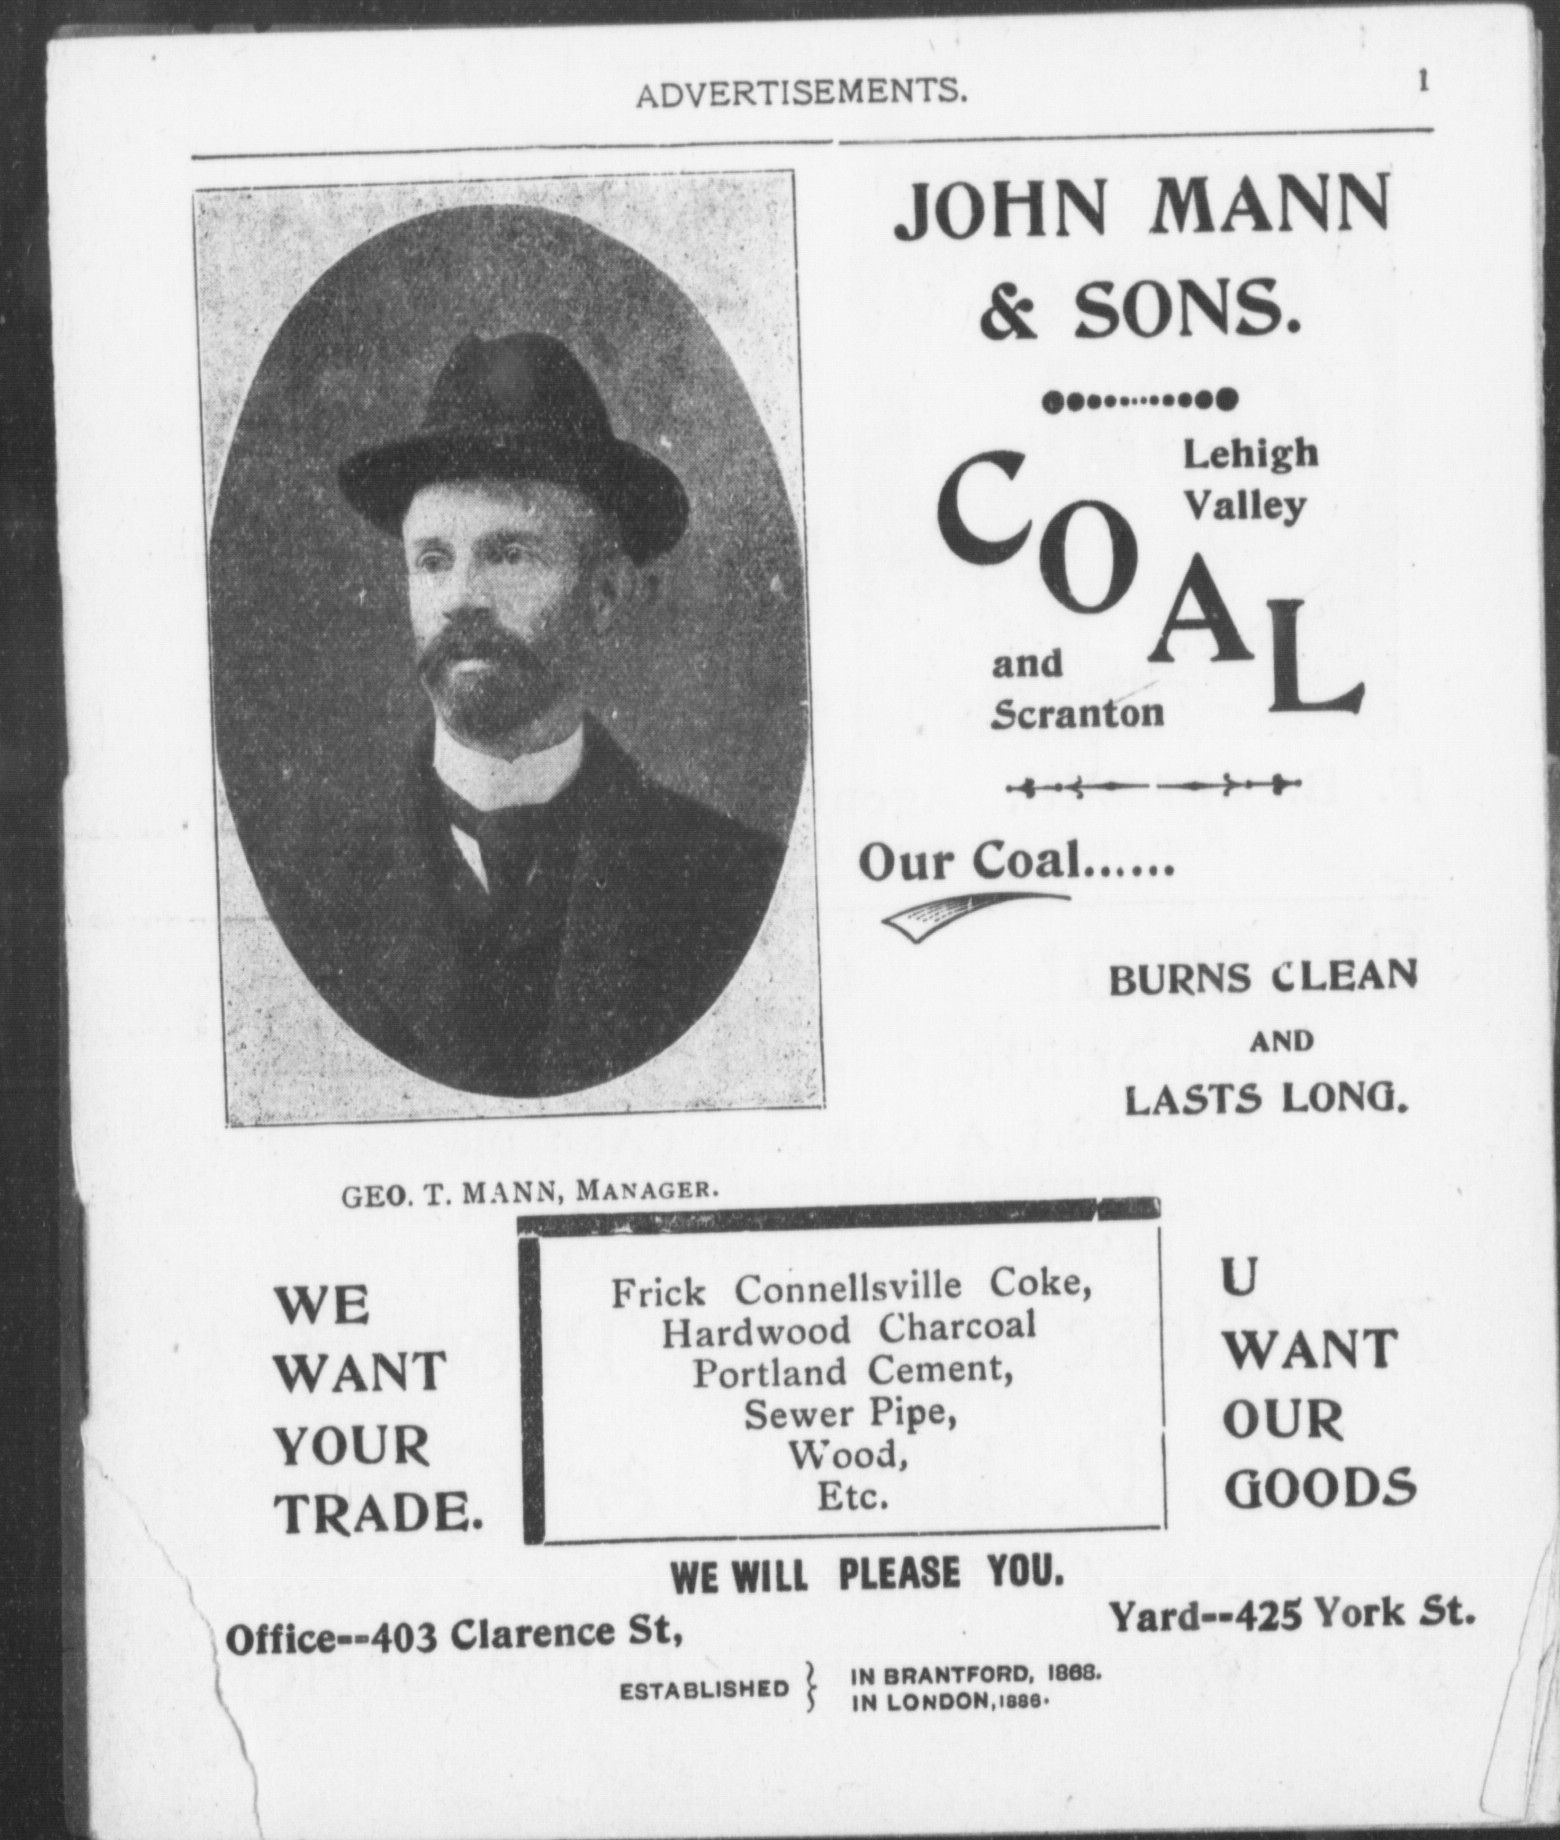 ADVERTISEMENTS. 1
JOHN MANN
& SONS.
COAL
Lehigh
Valley
and
Scranton
Our Coal......
BURNS CLEAN
AND
LASTS LONG.
GEO. T. MANN, MANAGER.
WE
WANT
YOUR
TRADE.
Frick Connellsville Coke,
Hardwood Charcoal
Portland Cement,
Sewer Pipe,
Wood,
Etc.
U
WANT
OUR
GOODS
WE WILL PLEASE YOU.
Office--403 Clarence St,
Yard--425 York St.
ESTABLISHED } IN BRANTFORD, 1868.
IN LONDON, 1886.